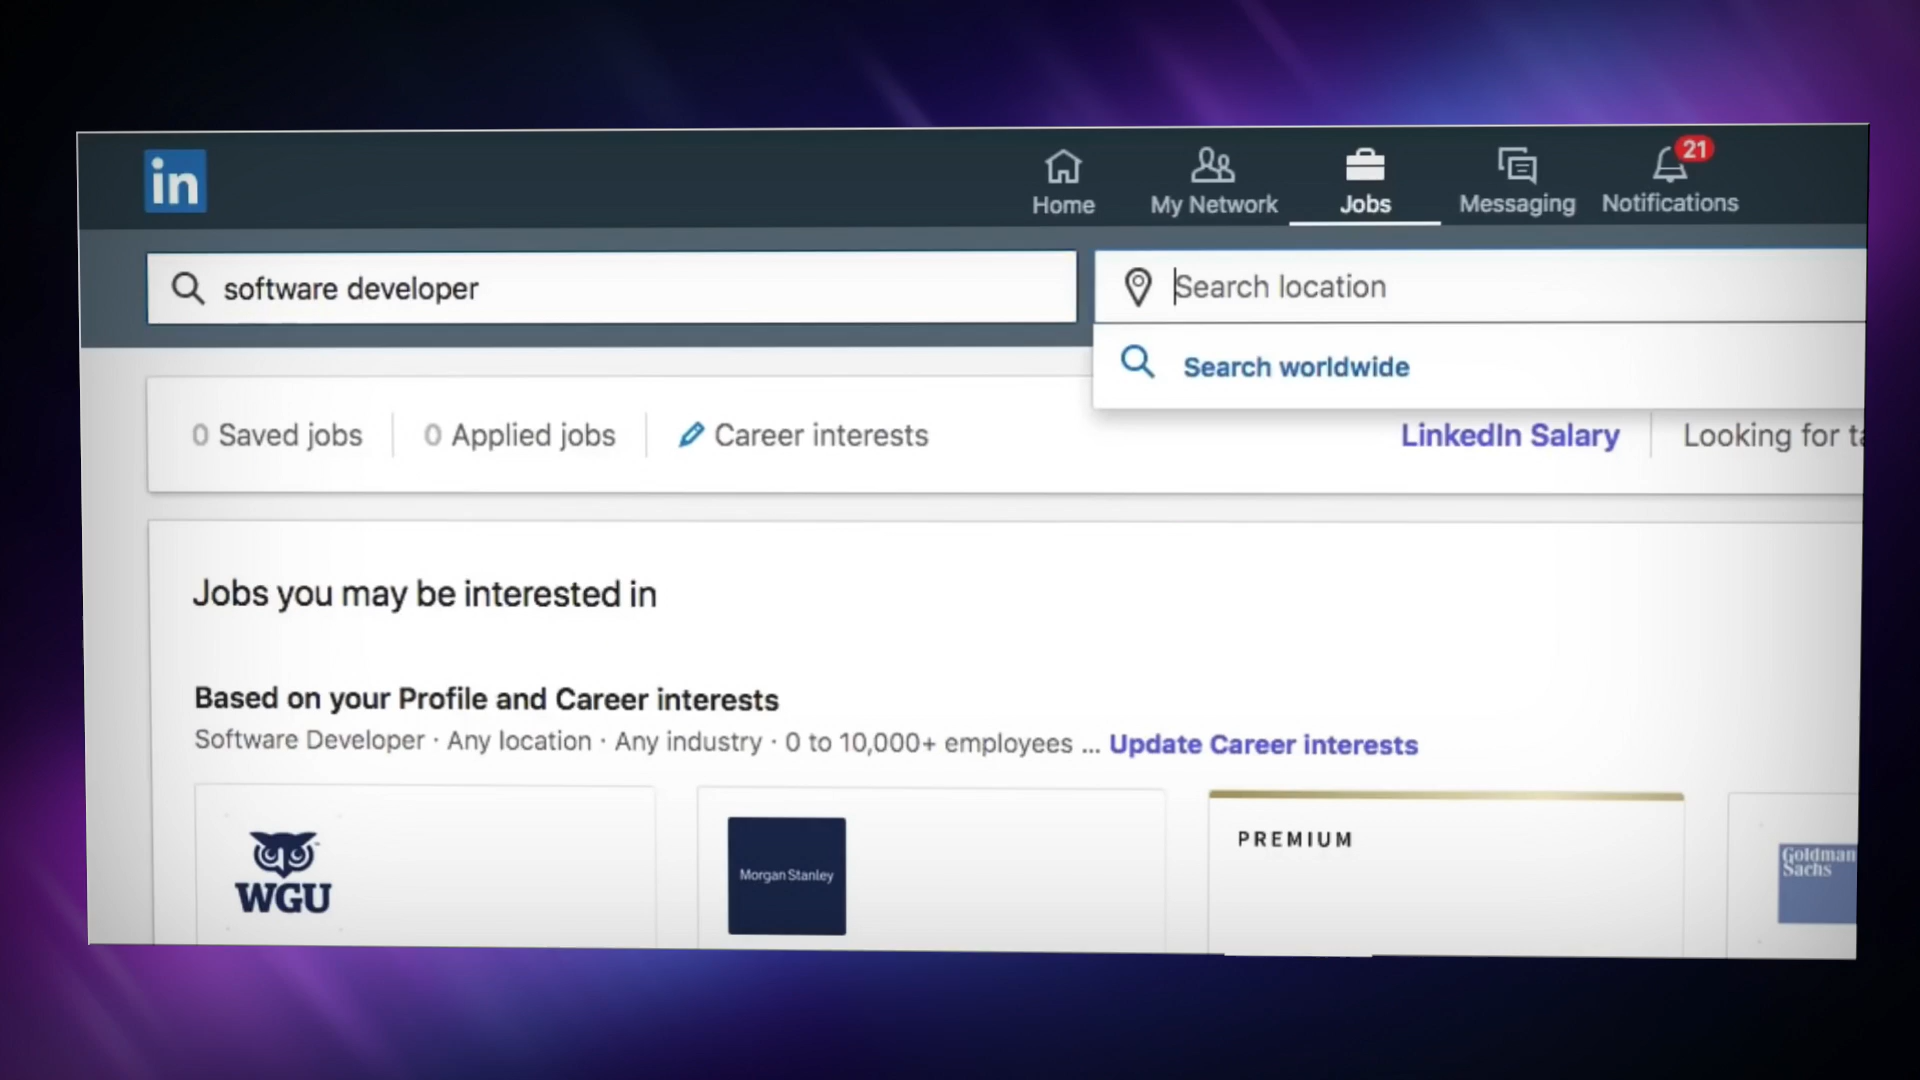 in
Home
My Network
Jobs
Messaging
21
Notifications
software developer
Search location
Search worldwide
0 Saved jobs
0 Applied jobs
Career interests
LinkedIn Salary
Looking for ta
Jobs you may be interested in
Based on your Profile and Career interests
Software Developer · Any location · Any industry · 0 to 10,000+ employees ... Update Career interests
WGU
Morgan Stanley
PREMIUM
Goldman
Sachs